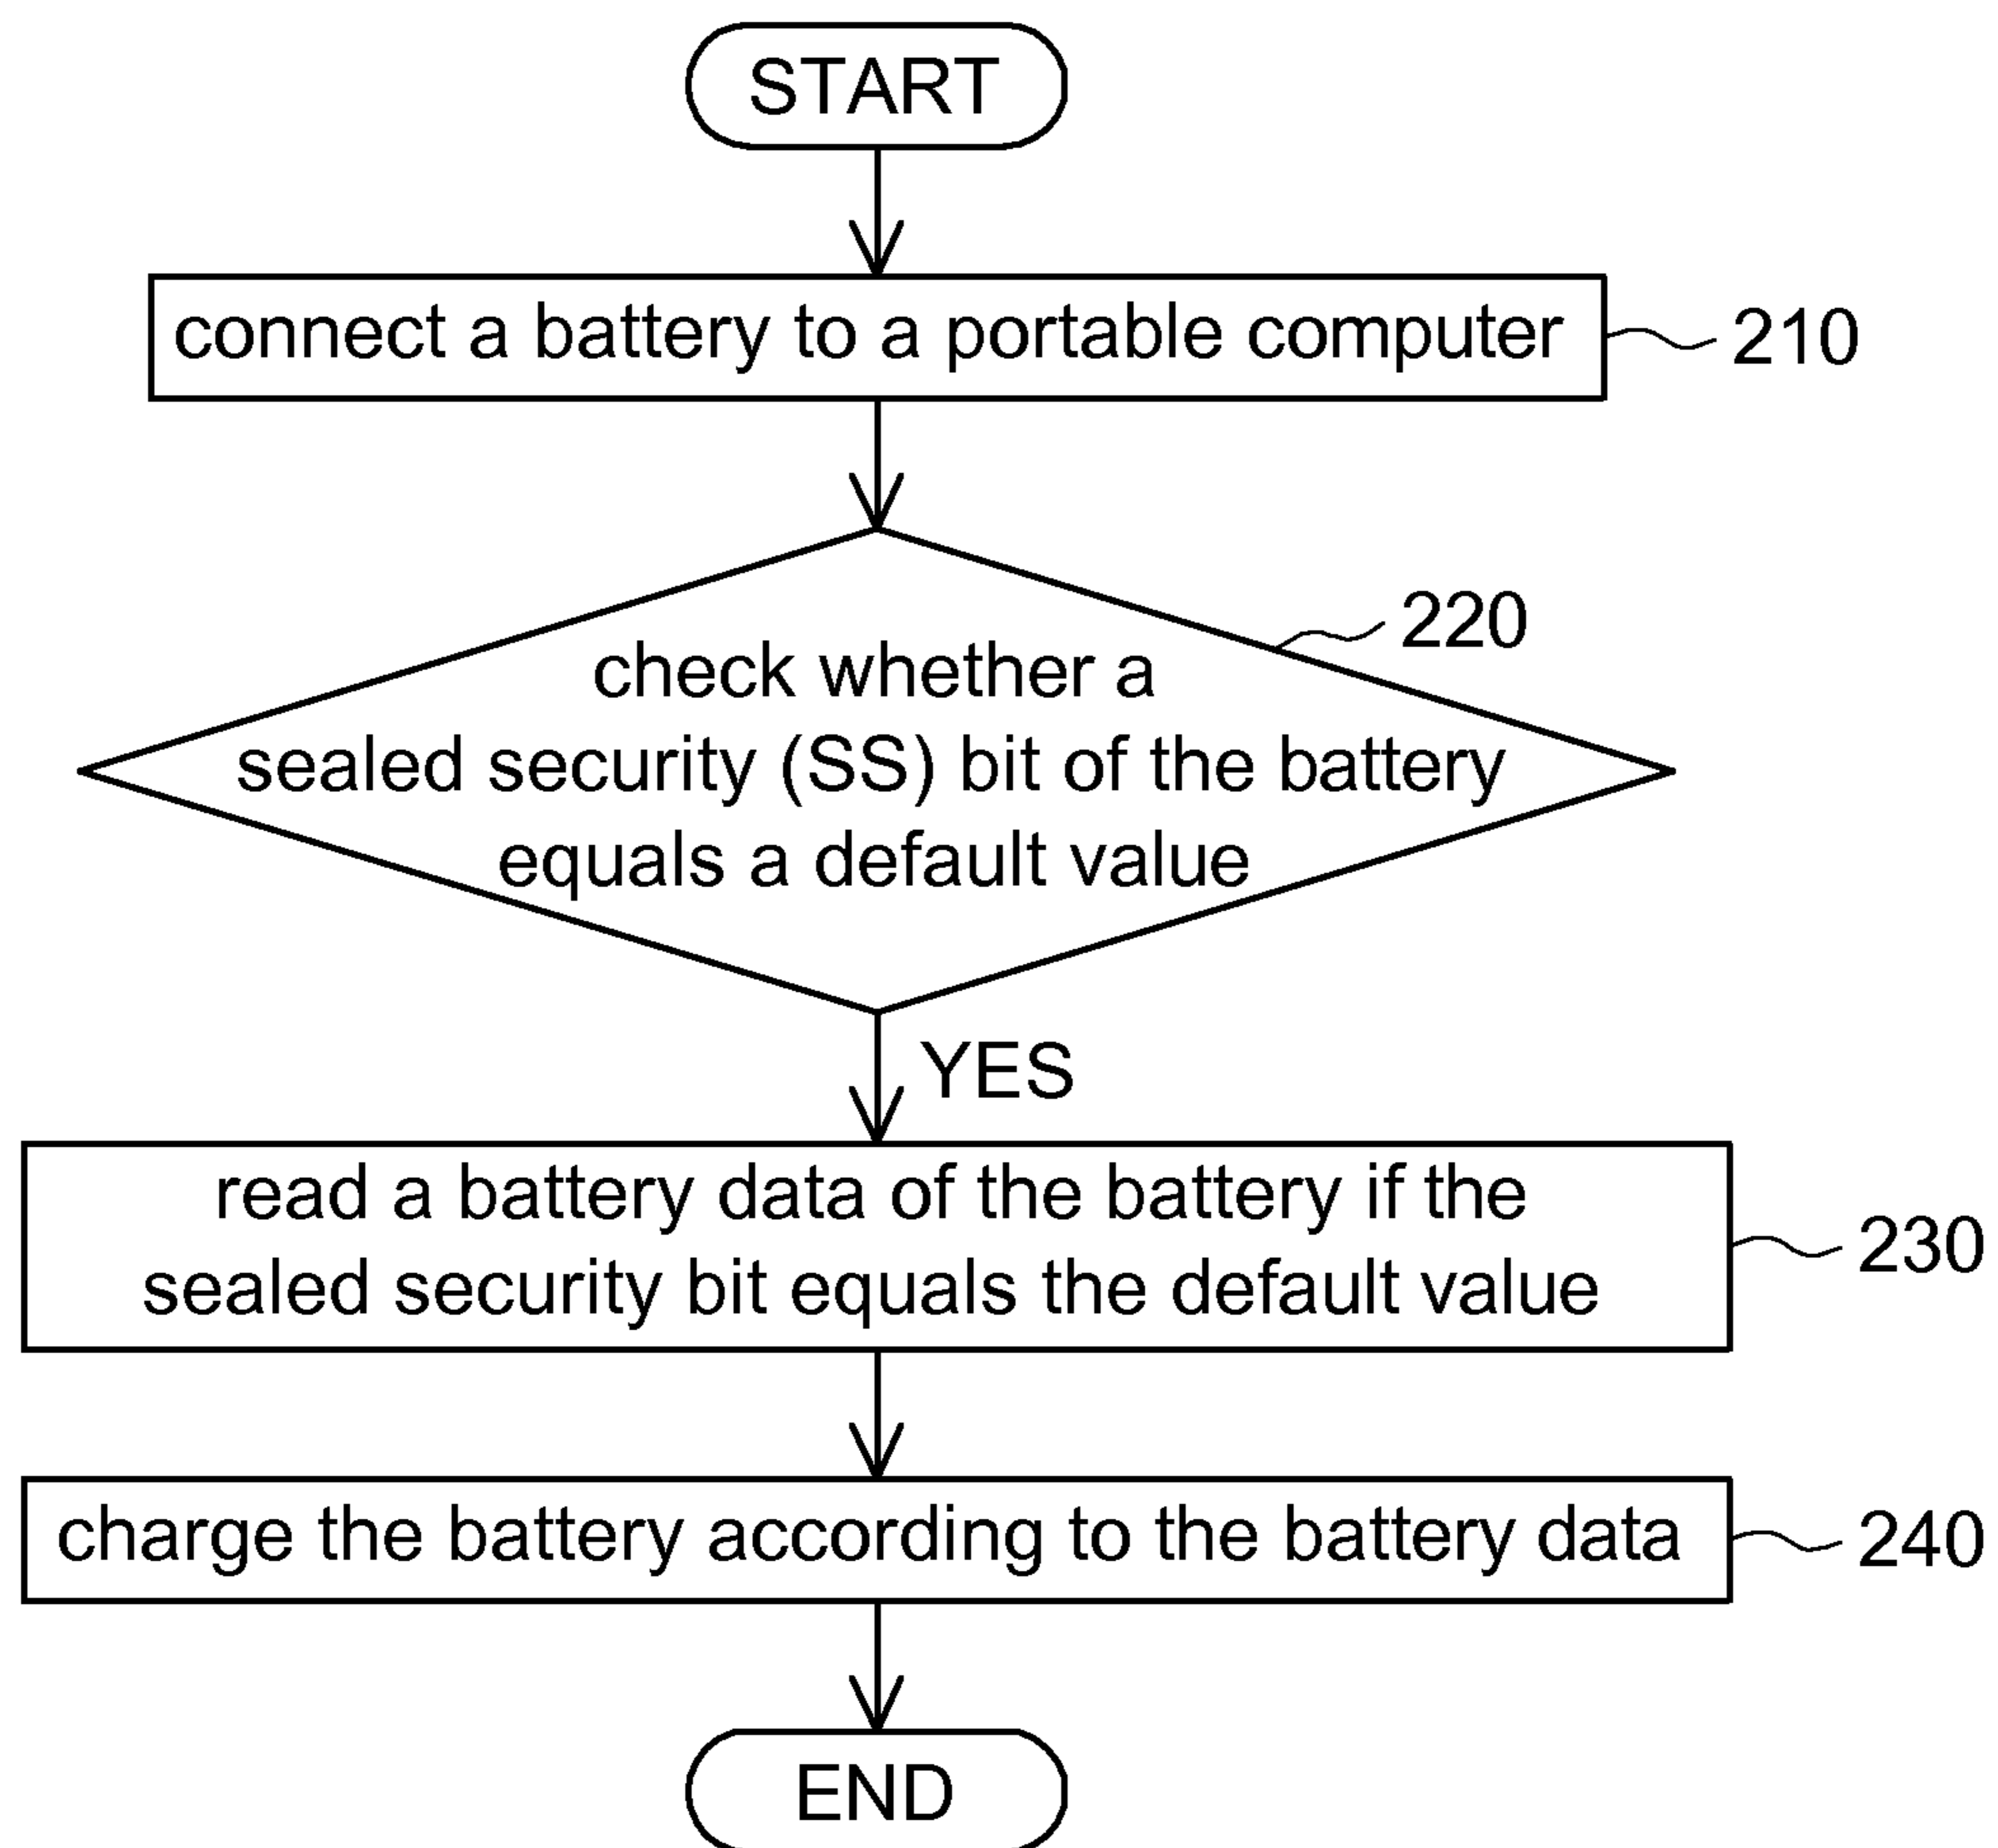 START
connect a battery to a portable computer
210
220
check whether a
sealed security (SS) bit of the battery
equals a default value
YES
read a battery data of the battery if the
sealed security bit equals the default value
230
charge the battery according to the battery data
240
END